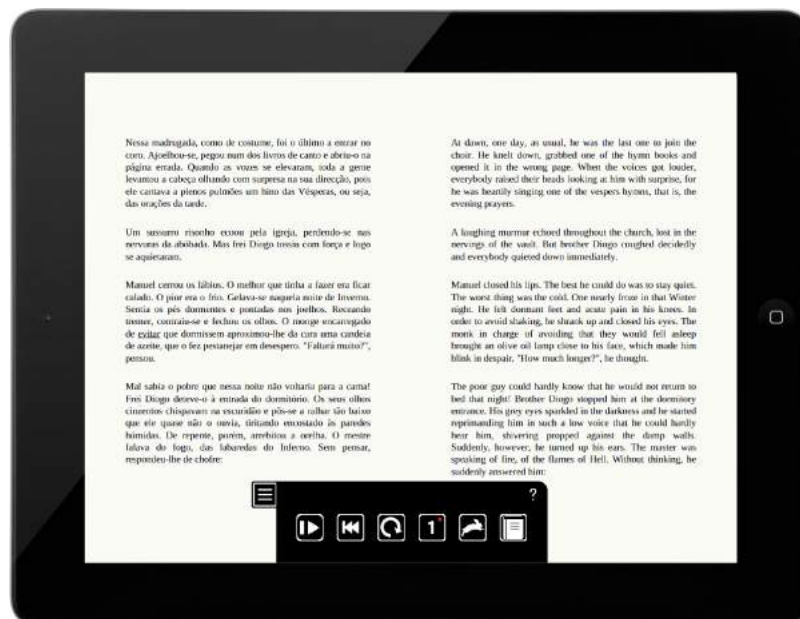 Nessa madrugada, como de costume, foi o último a entrar no
coro. Ajoelhou-se, pegou num dos livros de canto e abriu-o na
página errada. Quando as vozes se elevaram, toda a gente
levantou a cabeça olhando com surpresa na sua direcção, pois
ele cantava a plenos pulmões um hino das Vésperas, ou seja,
das orações da tarde.
Um sussurro risonho ecoou pela igreja, perdendo-se nas
nervuras da abóbada. Mas frei Diogo tossiu com força e logo
se aquietaram.
Manuel cerrou os lábios. O melhor que tinha a fazer era ficar
calado. O pior era o frio. Gelava-se naquela noite de Inverno.
Sentia os pés dormentes e pontadas nos joelhos. Receando
tremer, contraiu-se e fechou os olhos. O monge encarregado
de evitar que dormissem aproximou-lhe da cara uma candeia
de azeite, que o fez pestanejar em desespero. "Faltará muito?",
pensou.
Mal sabia o pobre que nessa noite não voltaria para a cama!
Frei Diogo deteve-o à entrada do dormitório. Os seus olhos
cinzentos chispavam na escuridão e pôs-se a ralhar tão baixo
que ele quase não o ouvia, tiritando encostado às paredes
húmidas. De repente, porém, arrebitou a orelha. O mestre
falava do fogo, das labaredas do Inferno. Sem pensar,
respondeu-lhe de chofre:
At dawn, one day, as usual, he was the last one to join the
choir. He knelt down, grabbed one of the hymn books and
opened it in the wrong page. When the voices got louder,
everybody raised their heads looking at him with surprise, for
he was heartily singing one of the vespers hymns, that is, the
evening prayers.
A laughing murmur echoed throughout the church, lost in the
nervings of the vault. But brother Diogo coughed decidedly
and everybody quieted down immediately.
Manuel closed his lips. The best he could do was to stay quiet.
The worst thing was the cold. One nearly froze in that Winter
night. He felt dormant feet and acute pain in his knees. In
order to avoid shaking, he shrank up and closed his eyes. The
monk in charge of avoiding that they would fell asleep
brought an olive oil lamp close to his face, which made him
blink in despair. "How much longer?", he thought.
The poor guy could hardly know that he would not return to
bed that night! Brother Diogo stopped him at the dormitory
entrance. His grey eyes sparkled in the darkness and he started
reprimanding him in such a low voice that he could hardly
hear him, shivering propped against the damp walls.
Suddenly, however, he turned up his ears. The master was
speaking of fire, of the flames of Hell. Without thinking, he
suddenly answered him:
?
1